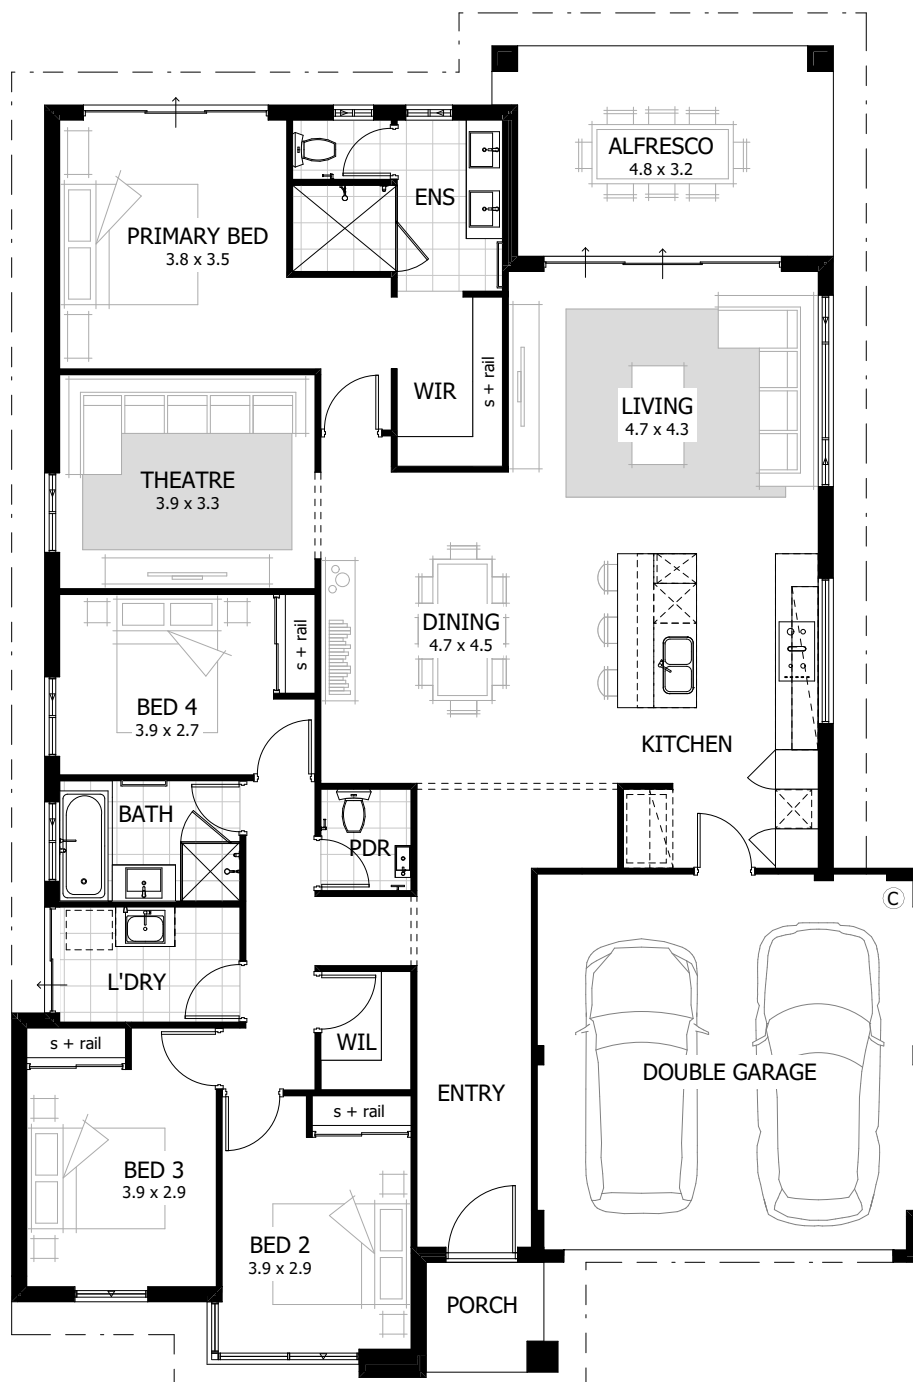 ALFRESCO
4.8 x 3.2
ENS
PRIMARY BED
3.8 x 3.5
WIR
s + rail
LIVING
4.7 x 4.3
THEATRE
3.9 x 3.3
DINING
4.7 x 4.5
s + rail
BED 4
3.9 x 2.7
KITCHEN
BATH
PDR
C
L'DRY
WIL
s + rail
DOUBLE GARAGE
ENTRY
s + rail
BED 3
3.9 x 2.9
BED 2
3.9 x 2.9
PORCH